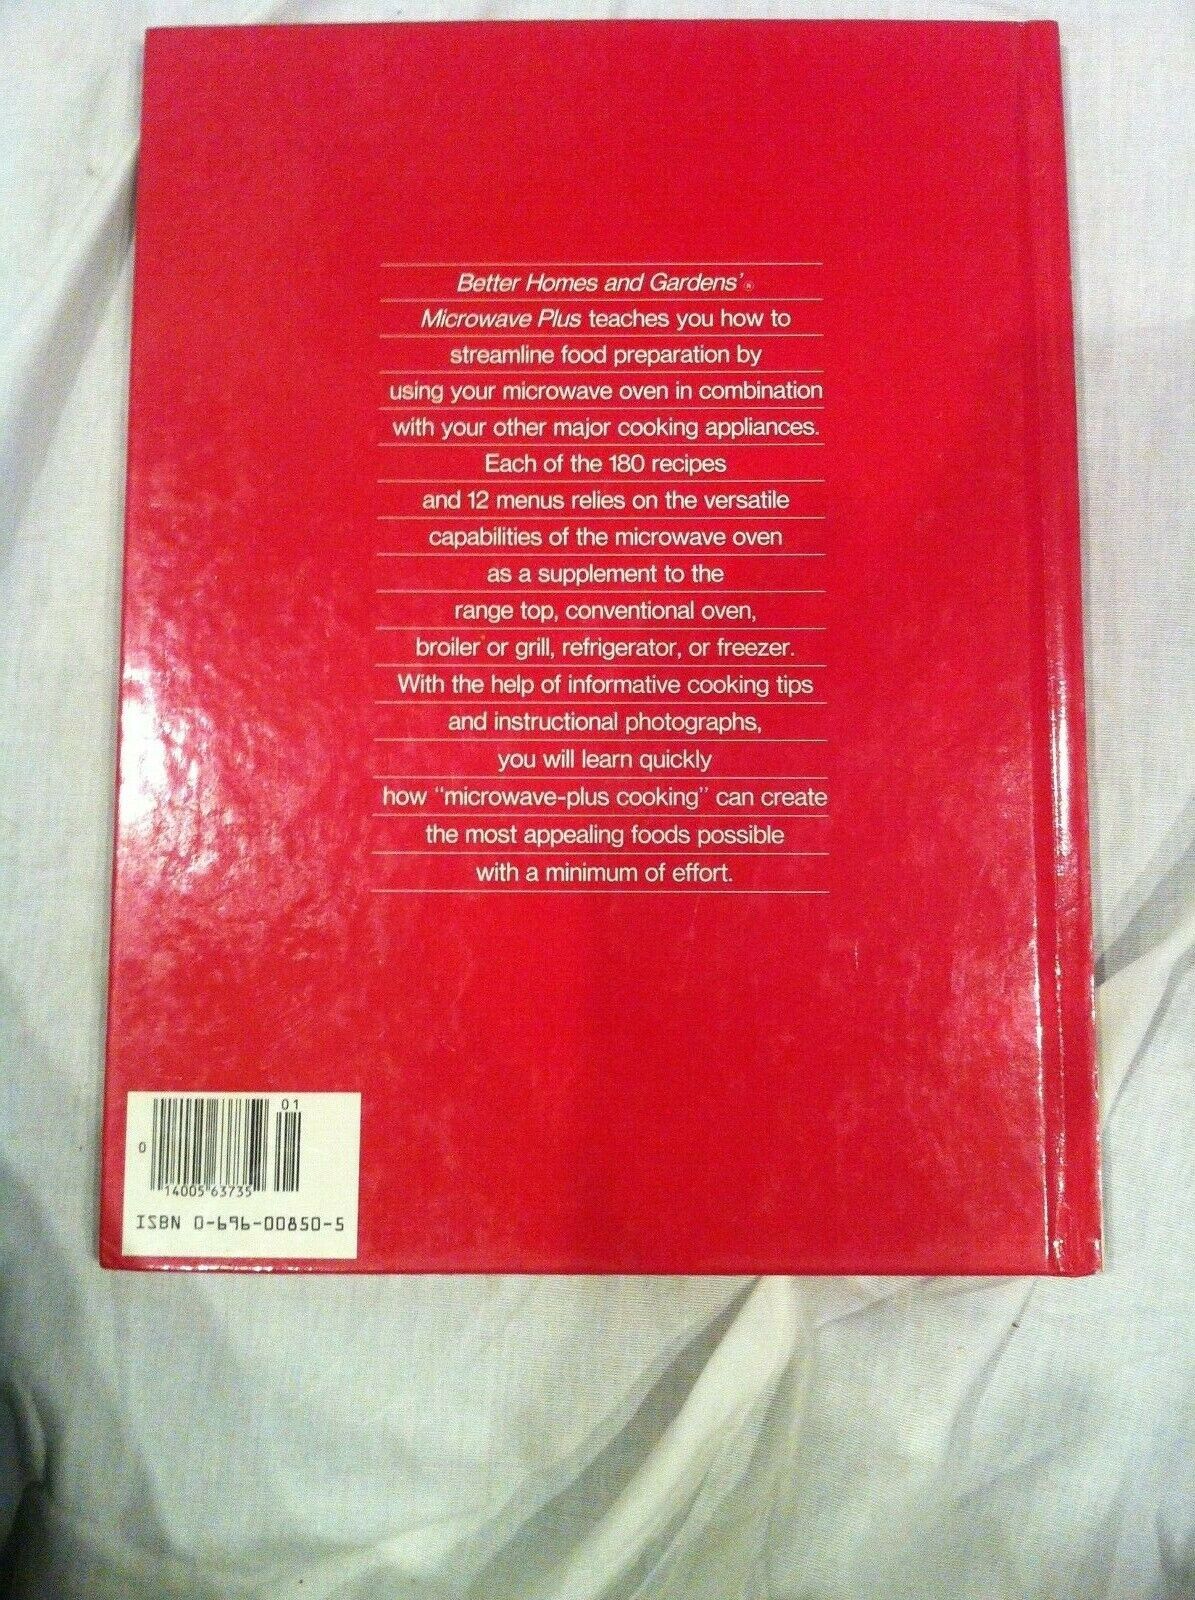 Better Homes and Gardens'®
Microwave Plus teaches you how to
streamline food preparation by
using your microwave oven in combination
with your other major cooking appliances.
Each of the 180 recipes
and 12 menus relies on the versatile
capabilities of the microwave oven
as a supplement to the
range top, conventional oven,
broiler or grill, refrigerator, or freezer.
With the help of informative cooking tips
and instructional photographs,
you will learn quickly
how "microwave-plus cooking" can create
the most appealing foods possible
with a minimum of effort.
01
0
14005 63735
ISBN 0-696-00850-5